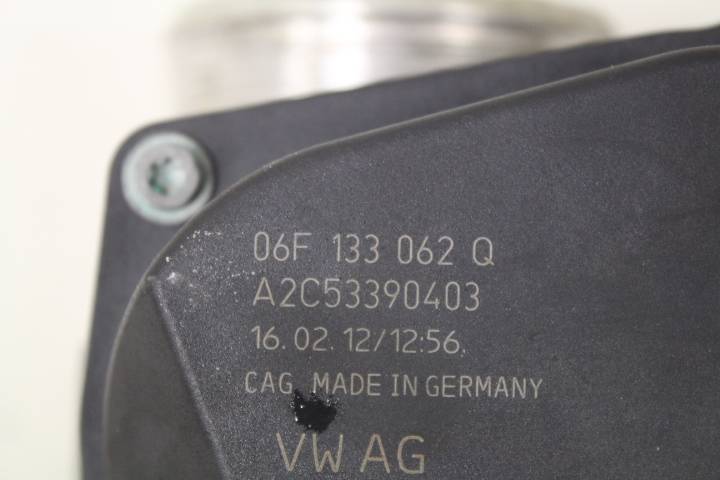 06F 133 062 Q
A2C53390403
16.02.12/12:56.
CAG MADE IN GERMANY
VW AG